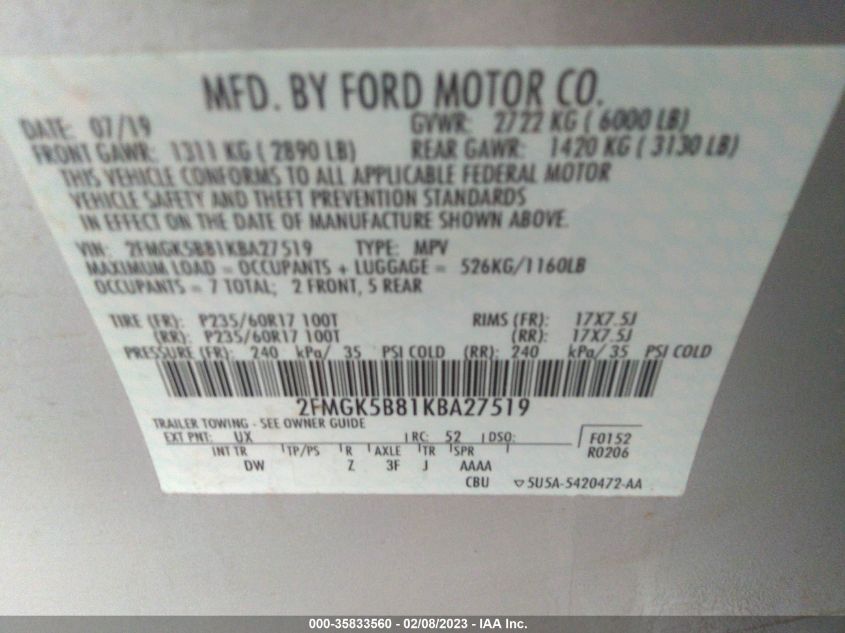 MFD. BY FORD MOTOR CO.
DATE: 07/19 GVWR: 2722 KG ( 6000 LB)
FRONT GAWR: 1311 KG ( 2890 LB) REAR GAWR: 1420 KG ( 3130 LB)
THIS VEHICLE CONFORMS TO ALL APPLICABLE FEDERAL MOTOR
VEHICLE SAFETY AND THEFT PREVENTION STANDARDS
IN EFFECT ON THE DATE OF MANUFACTURE SHOWN ABOVE.
VIN: 2FMGK5B81KBA27519 TYPE: MPV
MAXIMUM LOAD = OCCUPANTS + LUGGAGE = 526KG/1160LB
OCCUPANTS = 7 TOTAL; 2 FRONT, 5 REAR
TIRE (FR): P235/60R17 100T RIMS (FR): 17X7.5J
(RR): P235/60R17 100T (RR): 17X7.5J
PRESSURE (FR): 240 kPa/ 35 PSI COLD (RR): 240 kPa/ 35 PSI COLD
2FMGK5B81KBA27519
TRAILER TOWING - SEE OWNER GUIDE
EXT PNT: UX RC: 52 DSO: F0152
INT TR TP/PS R AXLE TR SPR R0206
DW Z 3F J AAAA
CBU ▽ 5U5A-5420472-AA
000-35833560 - 02/08/2023 - IAA Inc.